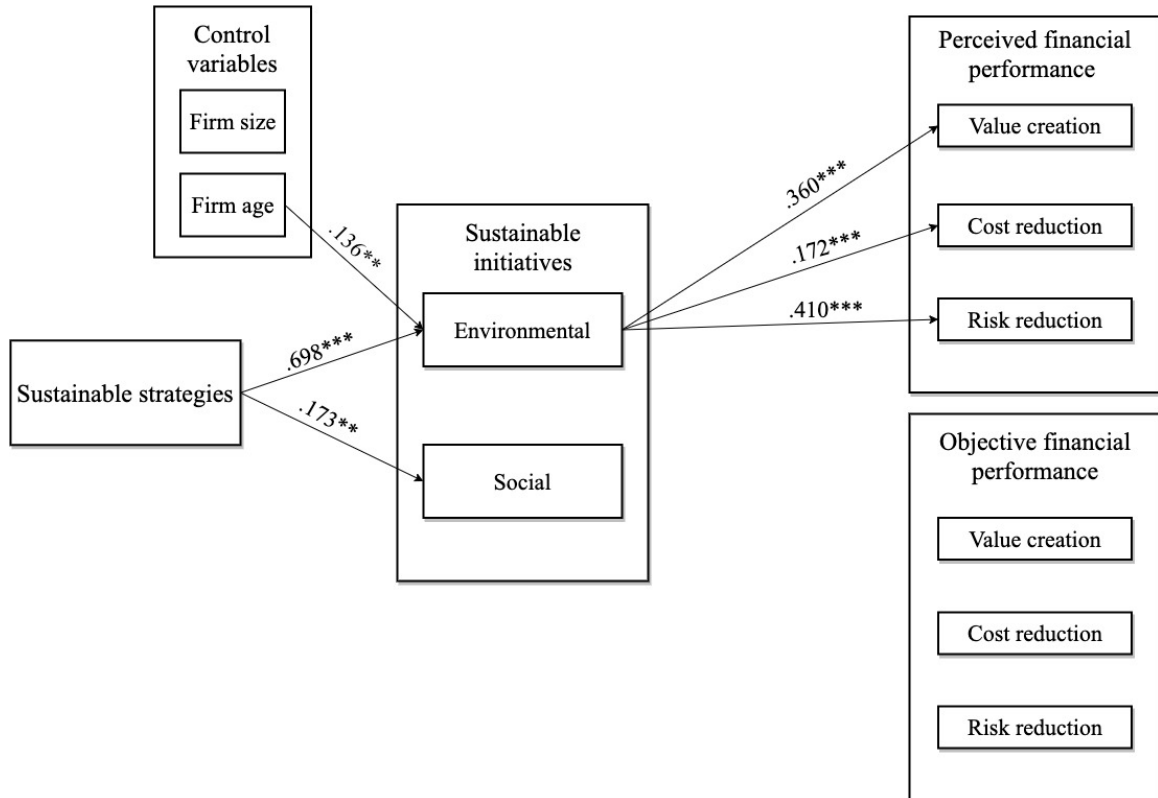 Control
variables
Firm size
Firm age
.136**
Sustainable strategies
.698***
.173**
Sustainable
initiatives
Environmental
Social
.360***
.172***
.410***
Perceived financial
performance
Value creation
Cost reduction
Risk reduction
Objective financial
performance
Value creation
Cost reduction
Risk reduction